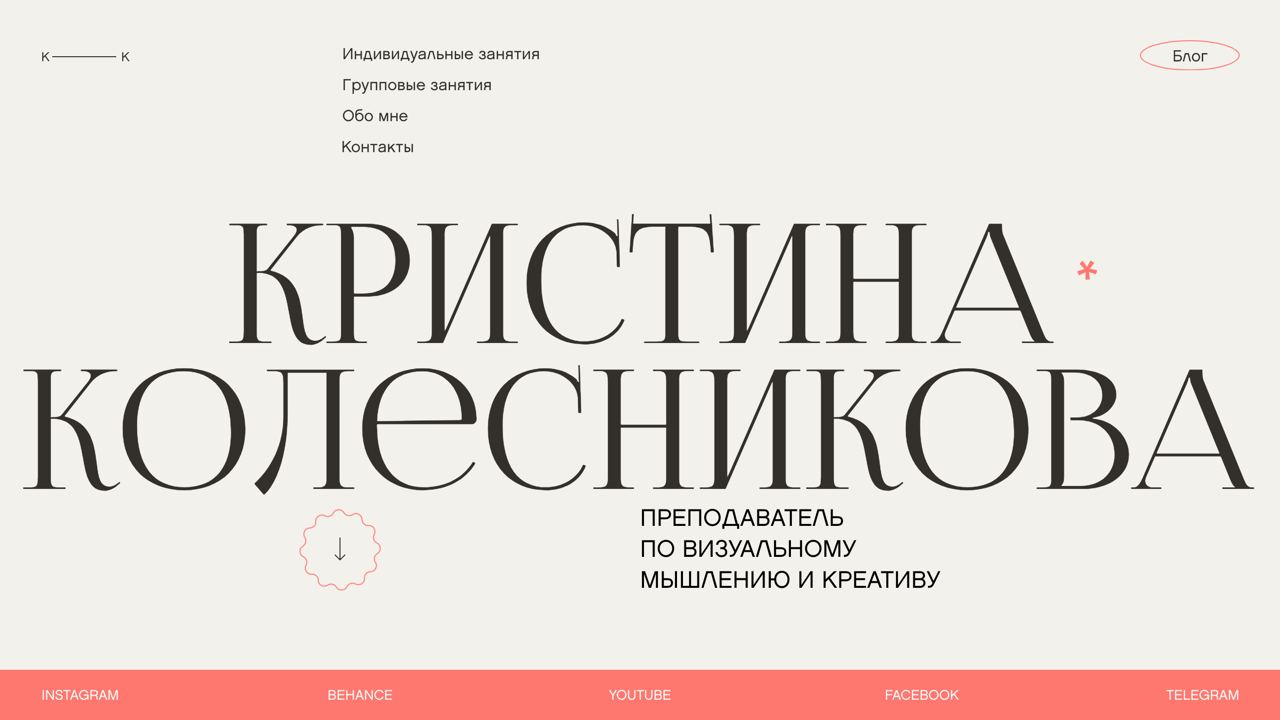 К К
Индивидуальные занятия
Групповые занятия
Обо мне
Контакты
Блог
КРИСТИНА *
КОЛеСНИКОВА
ПРЕПОДАВАТЕЛЬ
ПО ВИЗУАЛЬНОМУ
МЫШЛЕНИЮ И КРЕАТИВУ
INSTAGRAM
BEHANCE
YOUTUBE
FACEBOOK
TELEGRAM